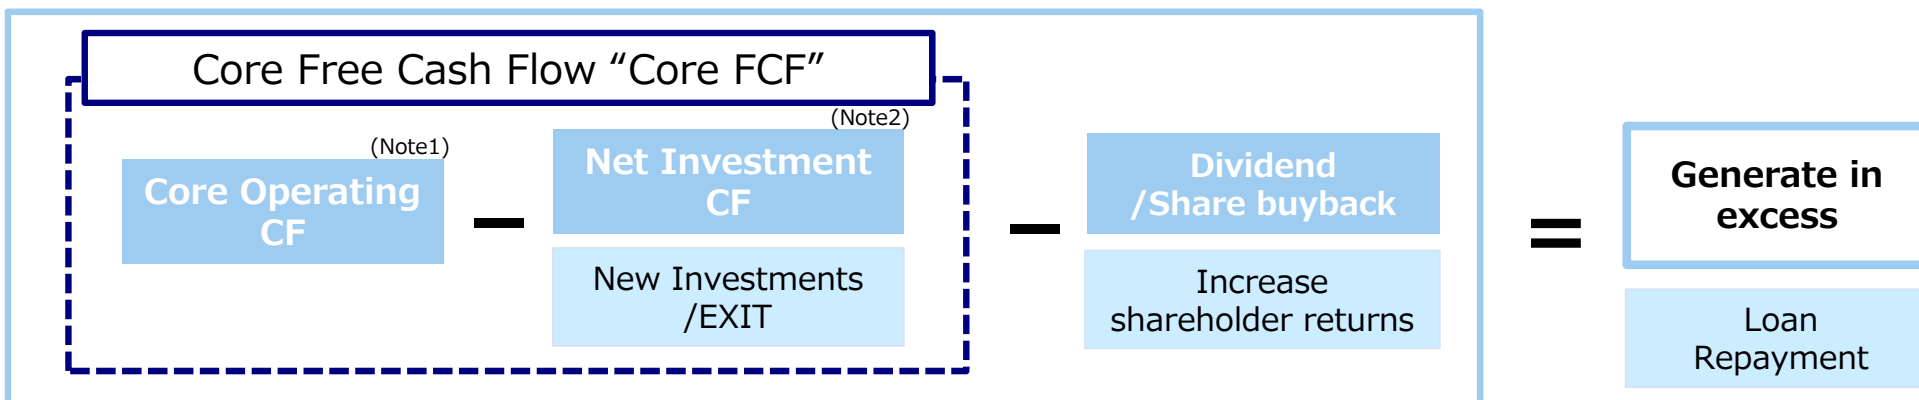 Core Free Cash Flow “Core FCF”
(Note1)
Core Operating
CF
−
(Note2)
Net Investment
CF
New Investments
/EXIT
−
Dividend
/Share buyback
Increase
shareholder returns
=
Generate in
excess
Loan
Repayment